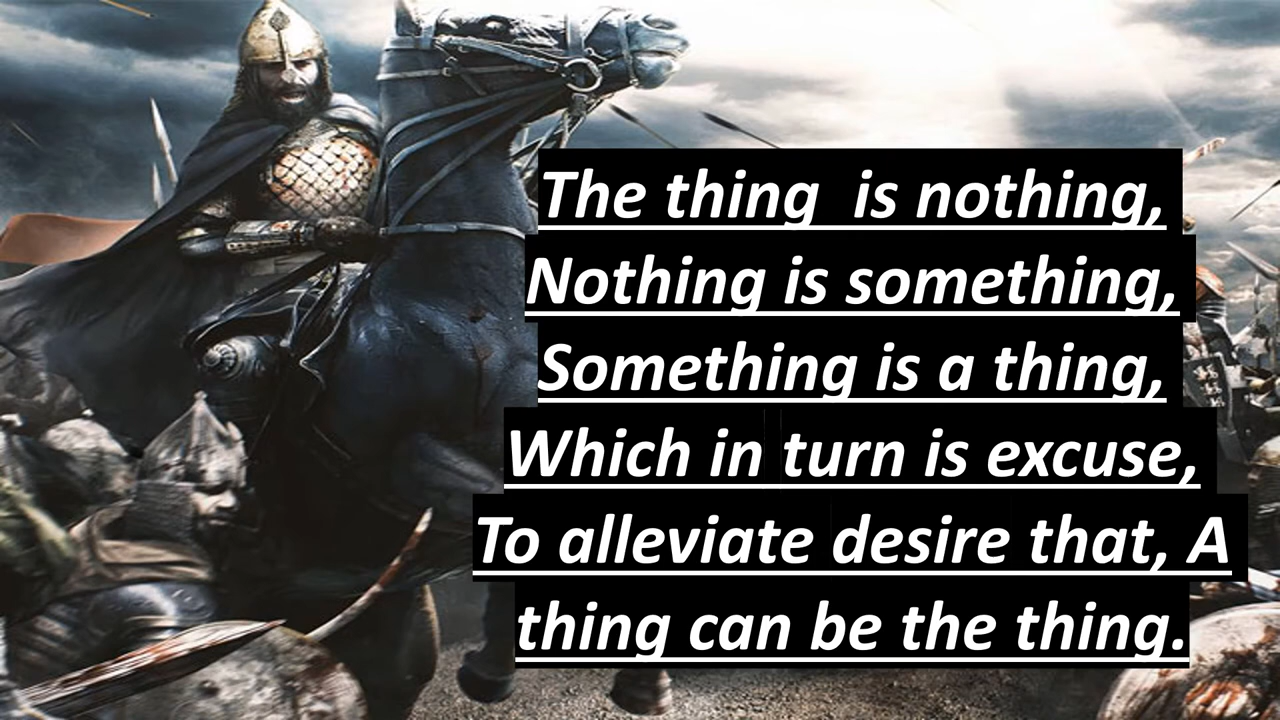 The thing  is nothing,
Nothing is something,
Something is a thing,
Which in turn is excuse,
To alleviate desire that, A
thing can be the thing.